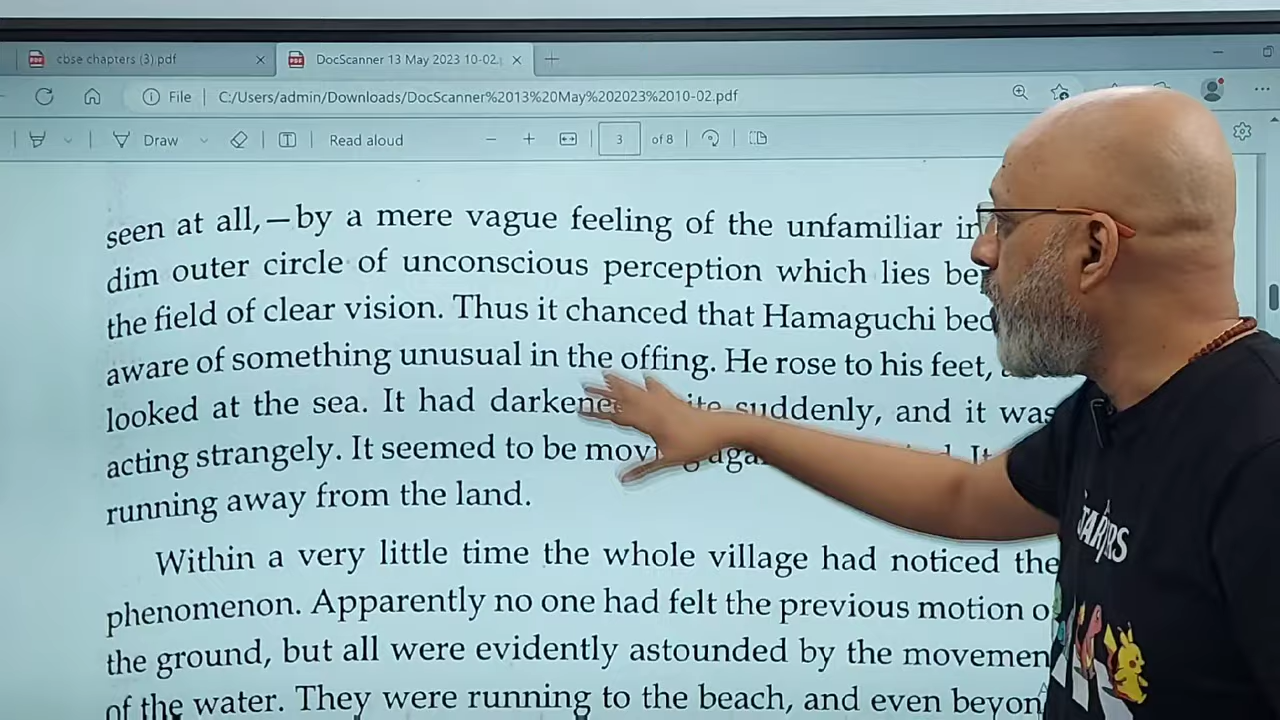 cbse chapters (3).pdf
DocScanner 13 May 2023 10-02.
File
C:/Users/admin/Downloads/DocScanner%2013%20May%202023%2010-02.pdf
Draw
Read aloud
3
of 8
seen at all,—by a mere vague feeling of the unfamiliar in
dim outer circle of unconscious perception which lies
the field of clear vision. Thus it chanced that Hamaguchi
aware of something unusual in the offing. He rose to his feet,
looked at the sea. It had suddenly, and it was
acting strangely. It seemed to be It
running away from the land.
Within a very little time the whole village had noticed the
phenomenon. Apparently no one had felt the previous motion
the ground, but all were evidently astounded by the
of the water. They were running to the beach, and even